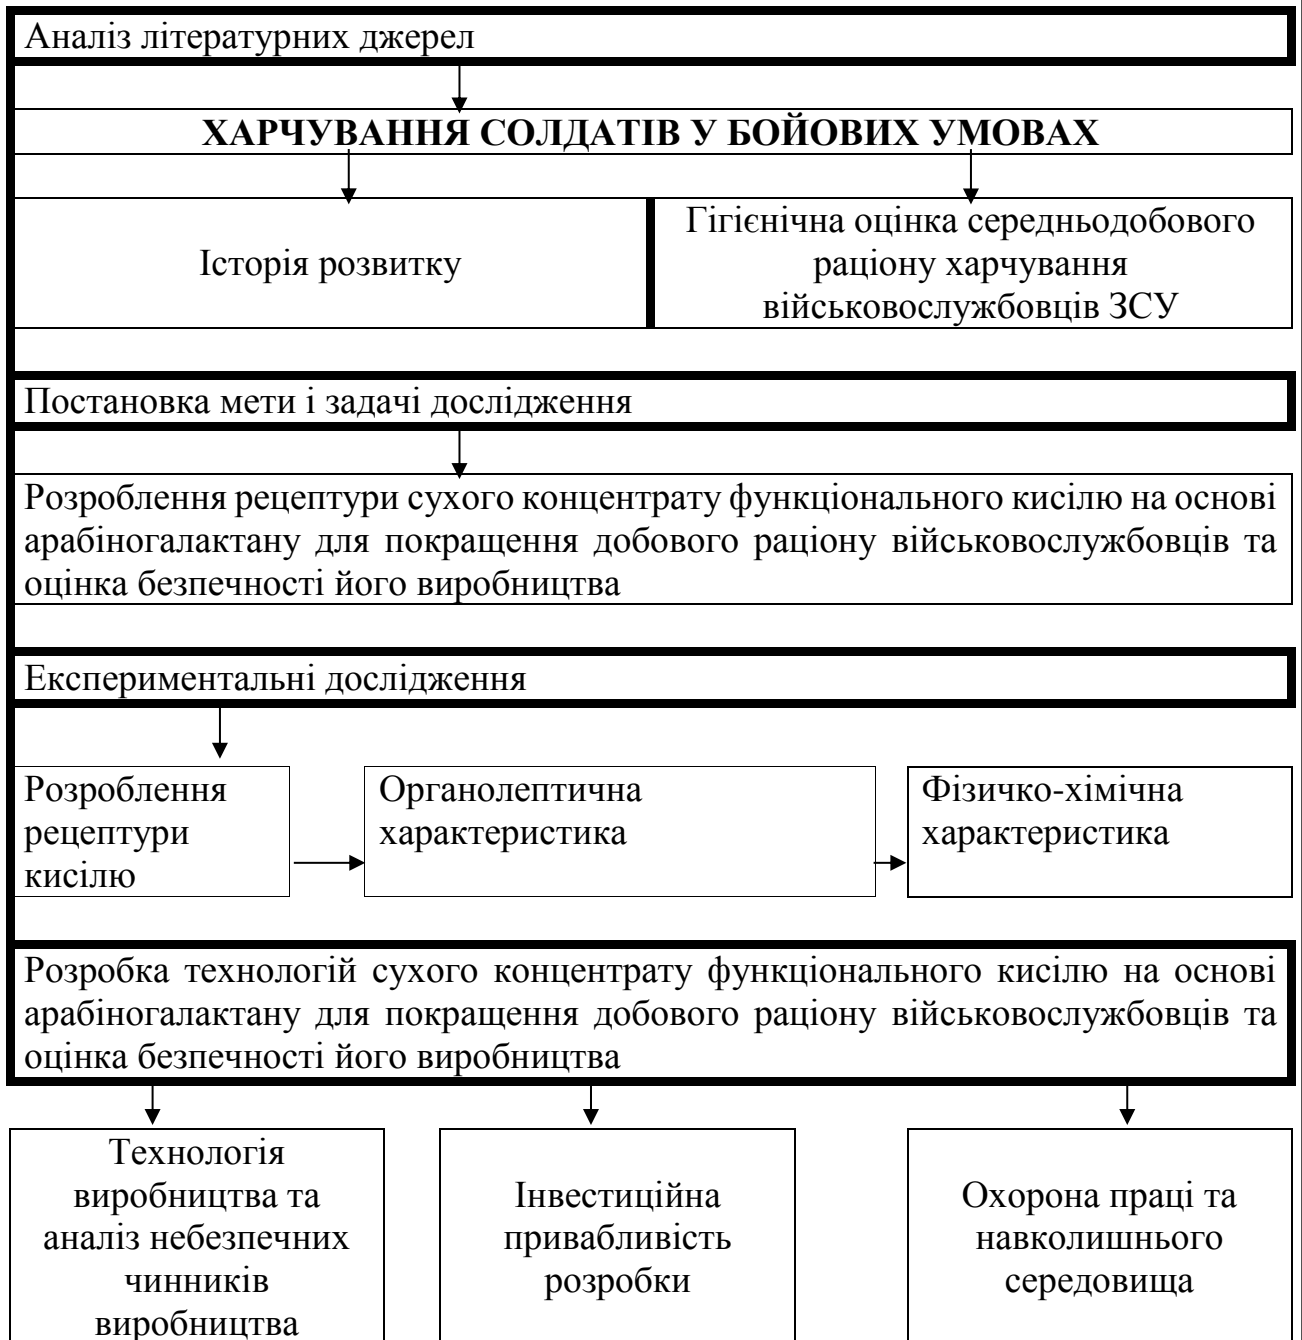 Аналіз літературних джерел
ХАРЧУВАННЯ СОЛДАТІВ У БОЙОВИХ УМОВАХ
Історія розвитку
Гігієнічна оцінка середньодобового
раціону харчування
військовослужбовців ЗСУ
Постановка мети і задачі дослідження
Розроблення рецептури сухого концентрату функціонального кисілю на основі
арабіногалактану для покращення добового раціону військовослужбовців та
оцінка безпечності його виробництва
Експериментальні дослідження
Розроблення
рецептури
кисілю
Органолептична
характеристика
Фізичко-хімічна
характеристика
Розробка технологій сухого концентрату функціонального кисілю на основі
арабіногалактану для покращення добового раціону військовослужбовців та
оцінка безпечності його виробництва
Технологія
виробництва та
аналіз небезпечних
чинників
виробництва
Інвестиційна
привабливість
розробки
Охорона праці та
навколишнього
середовища